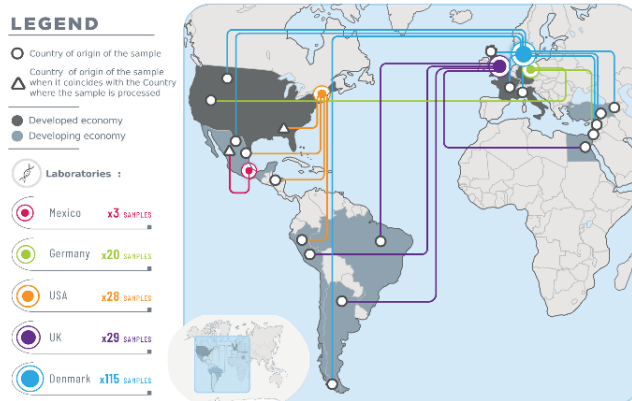 LEGEND
Country of origin of the sample
Country of origin of the sample
when it coincides with the Country
where the sample is processed
Developed economy
Developing economy
Laboratories :
Mexico x3 SAMPLES
Germany x20 SAMPLES
USA x28 SAMPLES
UK x29 SAMPLES
Denmark x115 SAMPLES